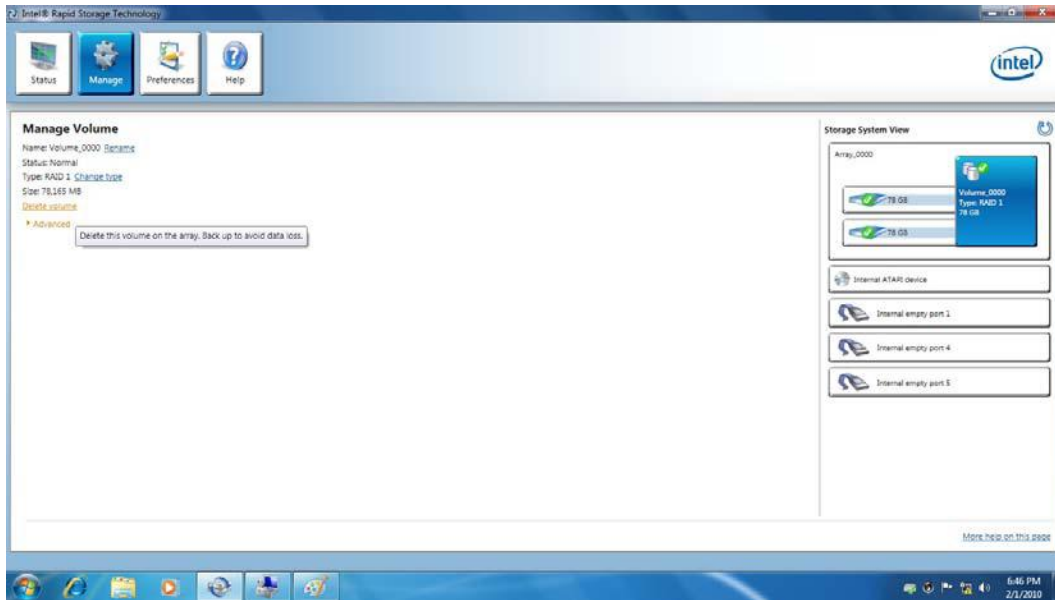 Intel® Rapid Storage Technology
Status
Manage
Preferences
Help
intel
Manage Volume
Name: Volume_0000 Rename
Status: Normal
Type: RAID 1 Change type
Size: 78,165 MB
Delete volume
Advanced
Delete this volume on the array. Back up to avoid data loss.
Storage System View
Array_0000
78 GB
78 GB
Volume_0000
Type: RAID 1
78 GB
Internal ATAPI device
Internal empty port 1
Internal empty port 4
Internal empty port 5
More help on this page
6:46 PM
2/1/2010